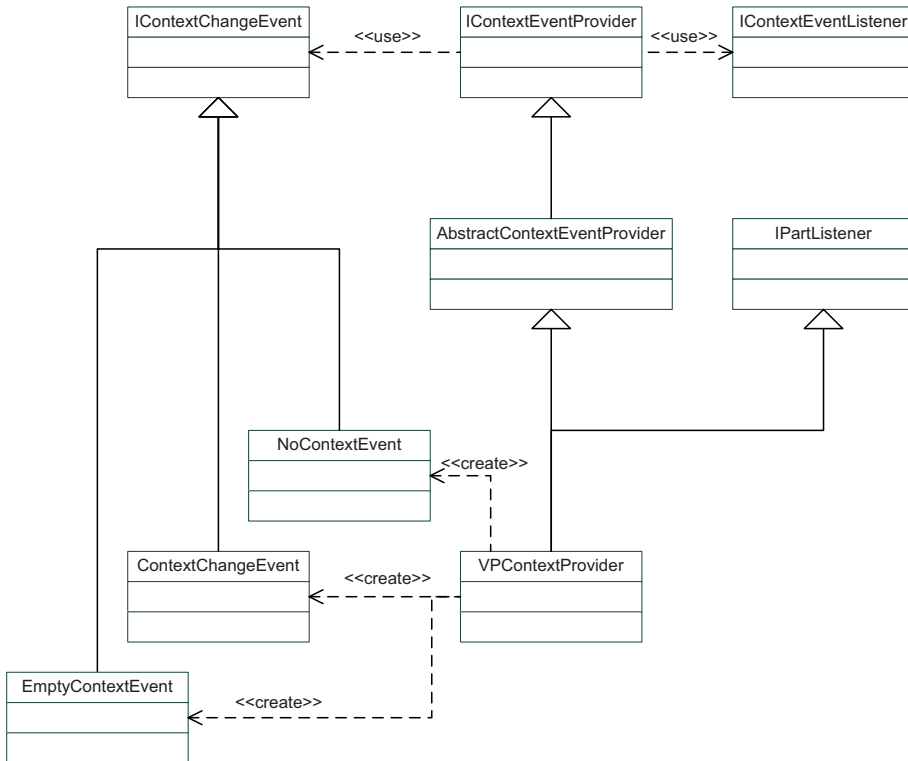 IContextChangeEvent
IContextEventProvider
IContextEventListener
<<use>>
<<use>>
AbstractContextEventProvider
IPartListener
NoContextEvent
<<create>>
ContextChangeEvent
<<create>>
VPContextProvider
EmptyContextEvent
<<create>>